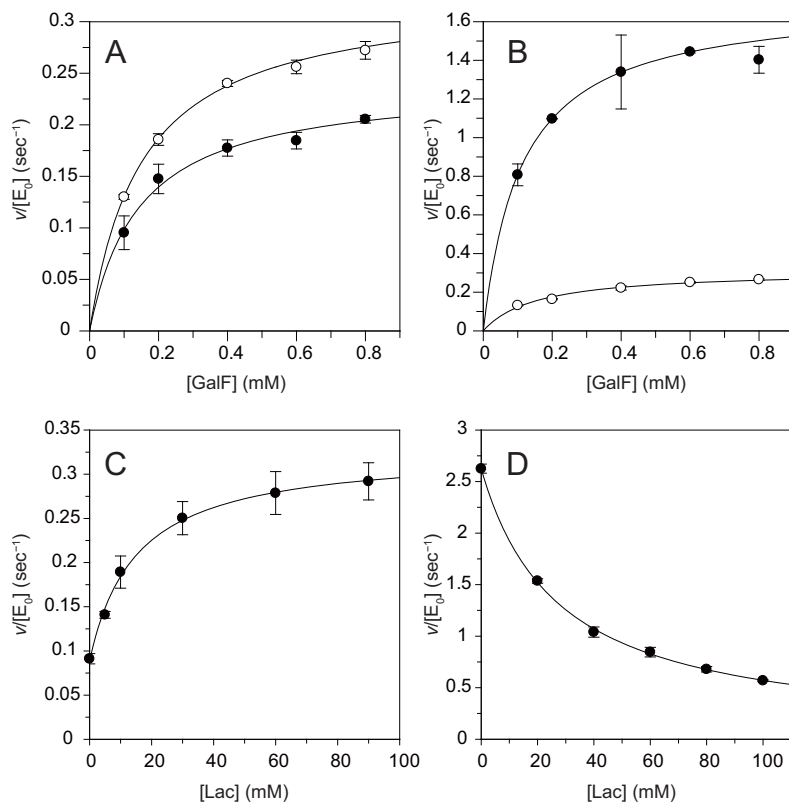 A
0.3
0.25
0.2
0.15
0.1
0.05
0
v/[E₀] (sec⁻¹)
0 0.2 0.4 0.6 0.8
[GalF] (mM)
B
1.6
1.4
1.2
1
0.8
0.6
0.4
0.2
0
v/[E₀] (sec⁻¹)
0 0.2 0.4 0.6 0.8
[GalF] (mM)
C
0.35
0.3
0.25
0.2
0.15
0.1
0.05
0
v/[E₀] (sec⁻¹)
0 20 40 60 80 100
[Lac] (mM)
D
3
2.5
2
1.5
1
0.5
0
v/[E₀] (sec⁻¹)
0 20 40 60 80 100
[Lac] (mM)